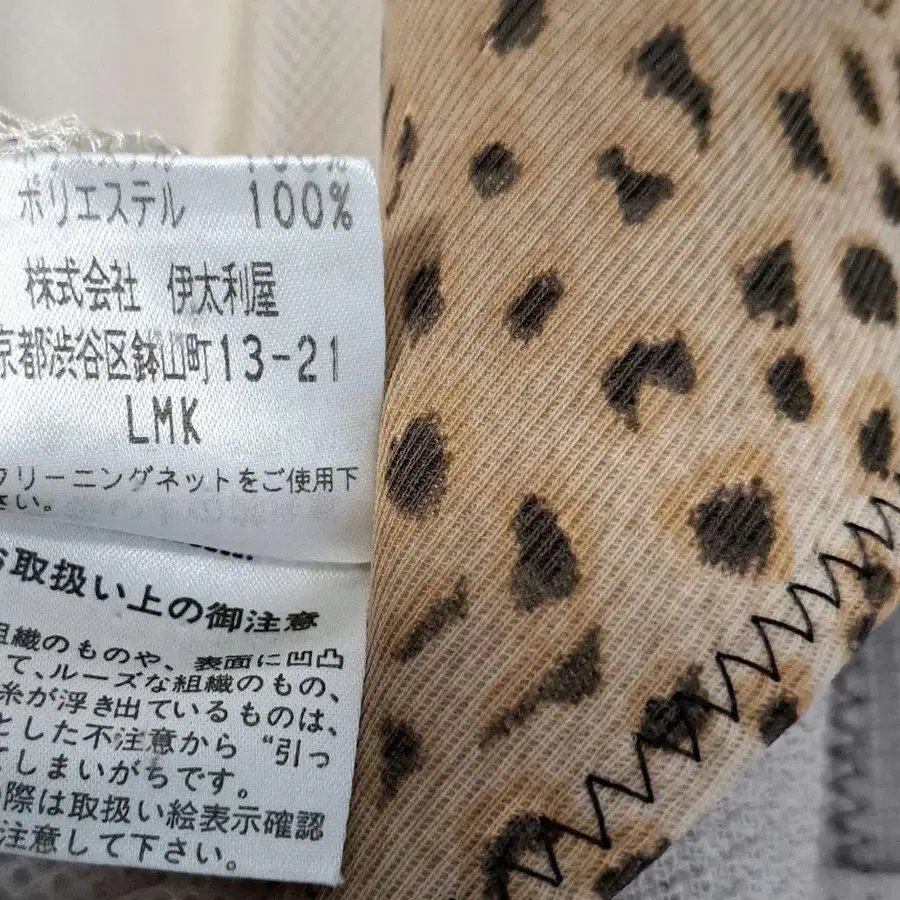 ポリエステル 100%
株式会社 伊太利屋
京都渋谷区鉢山町13-21
LMK
クリーニングネットをご使用下
さい。
お取扱い上の御注意
組織のものや、表面に凹凸
て、ルーズな組織のもの、
糸が浮き出ているものは、
とした不注意から "引っ
てしまいがちです。
の際は取扱い絵表示確認
注意して下さい。